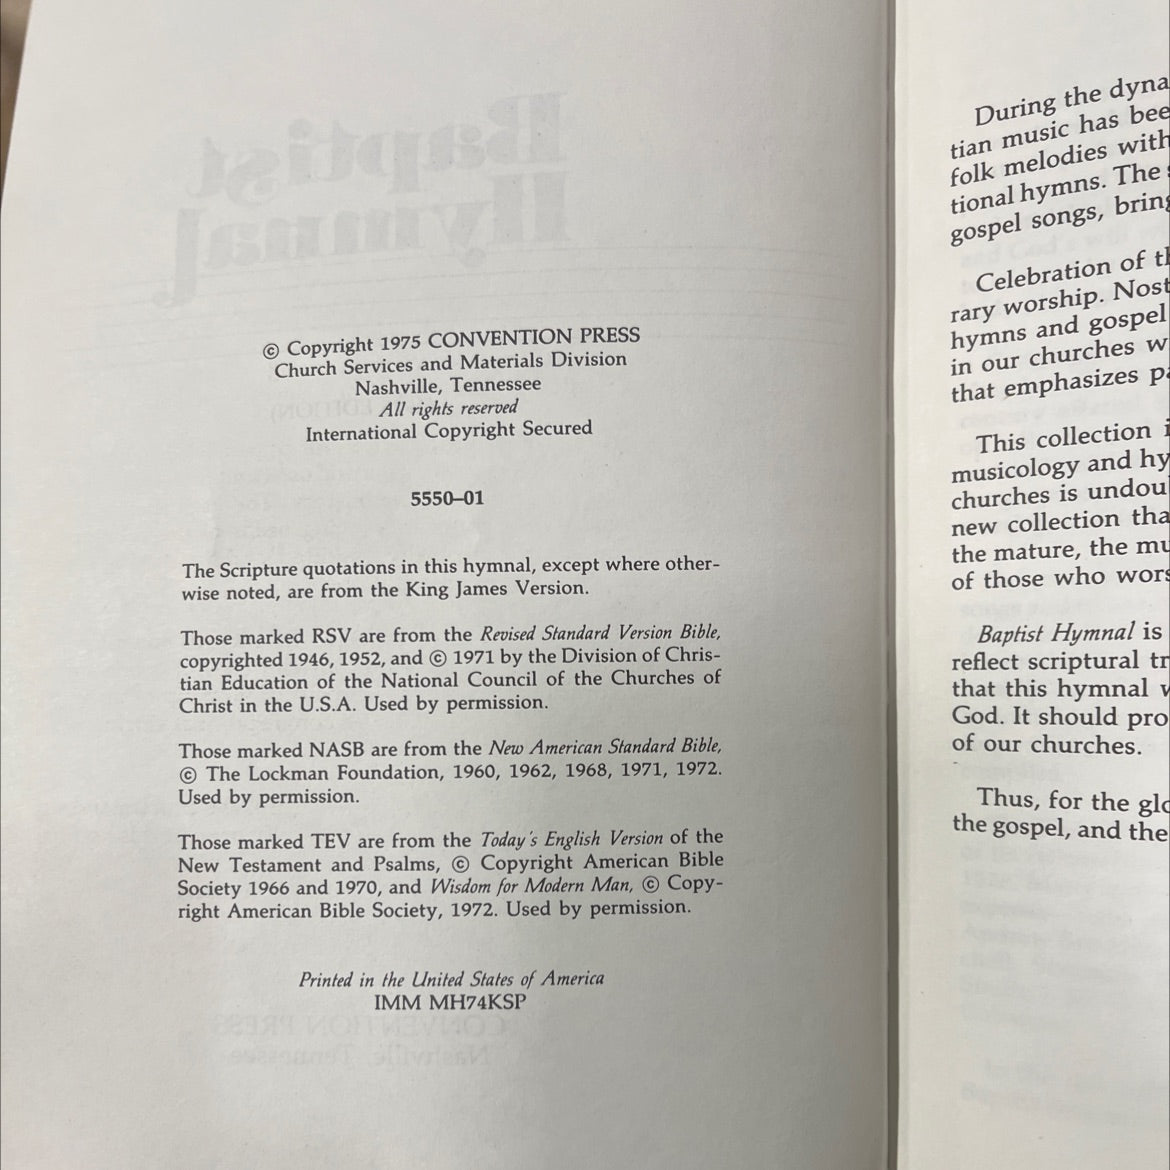 © Copyright 1975 CONVENTION PRESS
Church Services and Materials Division
Nashville, Tennessee
All rights reserved
International Copyright Secured
5550–01
The Scripture quotations in this hymnal, except where other-
wise noted, are from the King James Version.
Those marked RSV are from the Revised Standard Version Bible,
copyrighted 1946, 1952, and © 1971 by the Division of Chris-
tian Education of the National Council of the Churches of
Christ in the U.S.A. Used by permission.
Those marked NASB are from the New American Standard Bible,
© The Lockman Foundation, 1960, 1962, 1968, 1971, 1972.
Used by permission.
Those marked TEV are from the Today's English Version of the
New Testament and Psalms, © Copyright American Bible
Society 1966 and 1970, and Wisdom for Modern Man, © Copy-
right American Bible Society, 1972. Used by permission.
Printed in the United States of America
IMM MH74KSP
During the dyna
tian music has bee
folk melodies with
tional hymns. The
gospel songs, bring
Celebration of th
rary worship. Nost
hymns and gospel
in our churches w
that emphasizes pa
This collection i
musicology and hy
churches is undou
new collection tha
the mature, the mu
of those who wors
Baptist Hymnal is
reflect scriptural tr
that this hymnal w
God. It should pro
of our churches.
Thus, for the glo
the gospel, and the